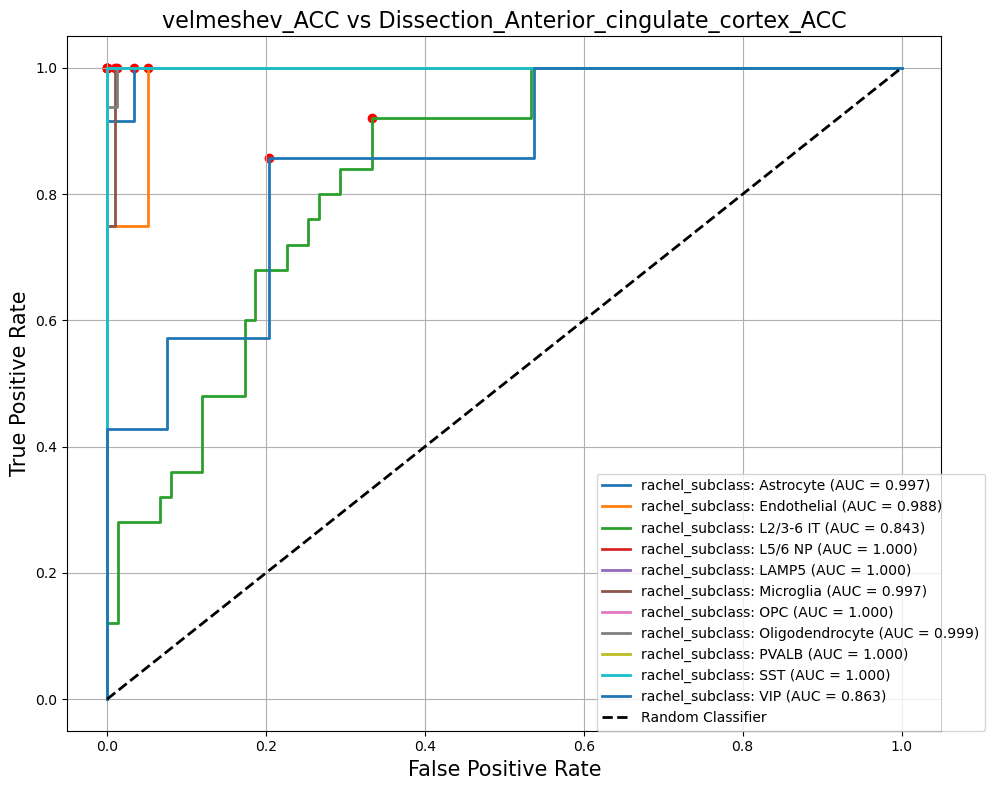 velmeshev_ACC vs Dissection_Anterior_cingulate_cortex_ACC
True Positive Rate
1.0
0.8
0.6
0.4
0.2
0.0
rachel_subclass: Astrocyte (AUC = 0.997)
rachel_subclass: Endothelial (AUC = 0.988)
rachel_subclass: L2/3-6 IT (AUC = 0.843)
rachel_subclass: L5/6 NP (AUC = 1.000)
rachel_subclass: LAMP5 (AUC = 1.000)
rachel_subclass: Microglia (AUC = 0.997)
rachel_subclass: OPC (AUC = 1.000)
rachel_subclass: Oligodendrocyte (AUC = 0.999)
rachel_subclass: PVALB (AUC = 1.000)
rachel_subclass: SST (AUC = 1.000)
rachel_subclass: VIP (AUC = 0.863)
Random Classifier
0.0 0.2 0.4 0.6 0.8 1.0
False Positive Rate